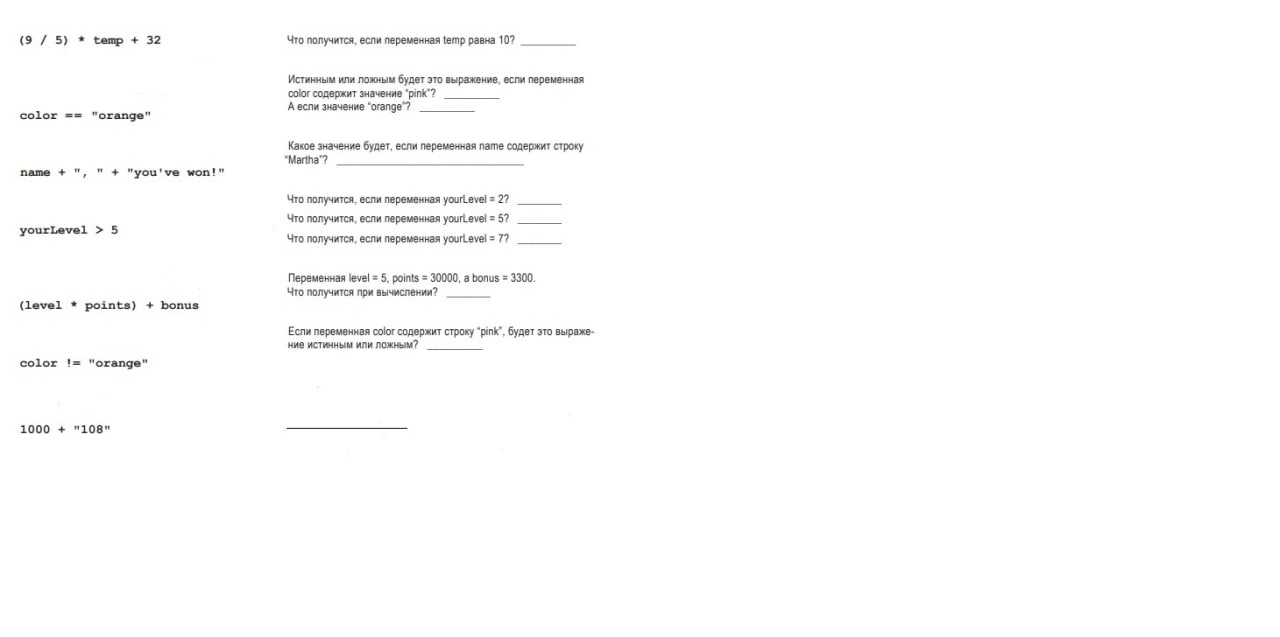 (9 / 5) * temp + 32
Что получится, если переменная temp равна 10? __________
Истинным или ложным будет это выражение, если переменная
color содержит значение “pink”? __________
А если значение “orange”? __________
color == "orange"
Какое значение будет, если переменная name содержит строку
“Martha”? __________________________________
name + ", " + "you've won!"
Что получится, если переменная yourLevel = 2? ________
Что получится, если переменная yourLevel = 5? ________
yourLevel > 5
Что получится, если переменная yourLevel = 7? ________
Переменная level = 5, points = 30000, а bonus = 3300.
Что получится при вычислении? ________
(level * points) + bonus
Если переменная color содержит строку “pink”, будет это выраже-
ние истинным или ложным? __________
color != "orange"
1000 + "108"